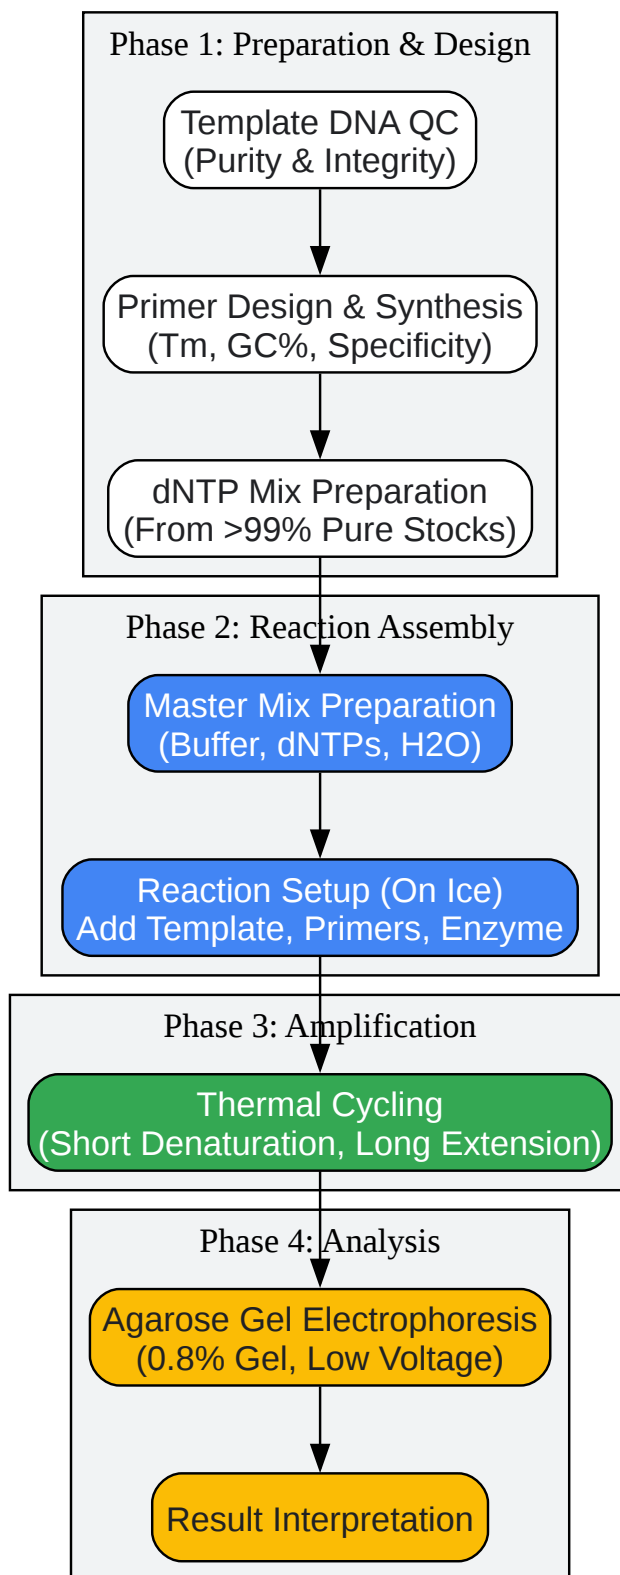 Phase 1: Preparation & Design
Template DNA QC
(Purity & Integrity)
Primer Design & Synthesis
(Tm, GC%, Specificity)
dNTP Mix Preparation
(From >99% Pure Stocks)
Phase 2: Reaction Assembly
Master Mix Preparation
(Buffer, dNTPs, H2O)
Reaction Setup (On Ice)
Add Template, Primers, Enzyme
Phase 3: Amplification
Thermal Cycling
(Short Denaturation, Long Extension)
Phase 4: Analysis
Agarose Gel Electrophoresis
(0.8% Gel, Low Voltage)
Result Interpretation